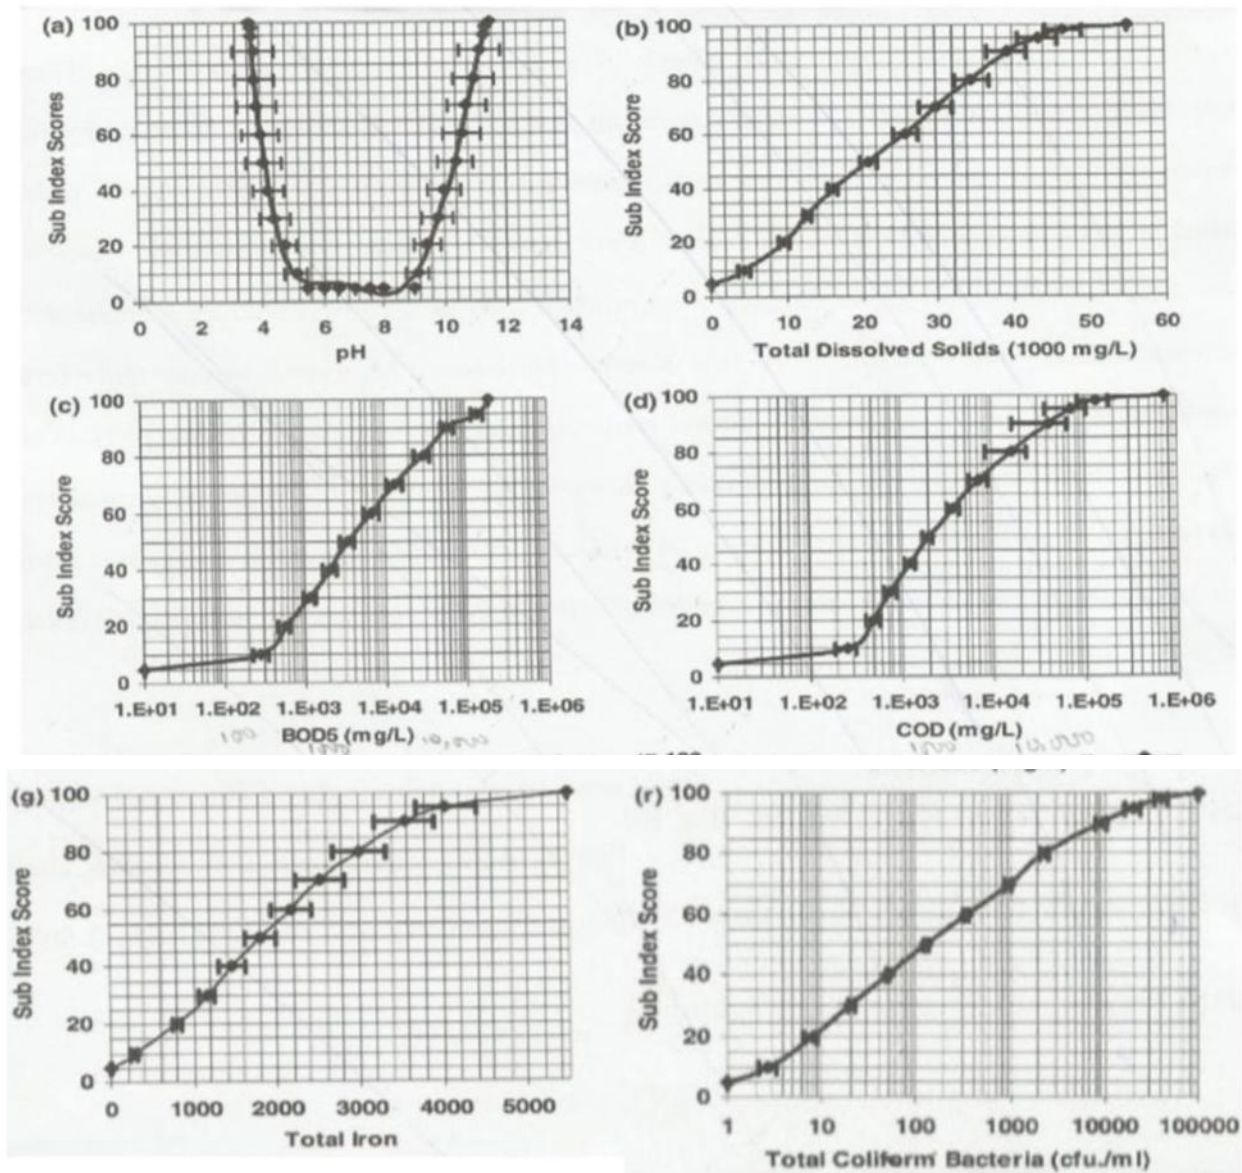 (a) 100
80
60
40
20
0
Sub Index Scores
0 2 4 6 8 10 12 14
pH
(b) 100
80
60
40
20
0
Sub Index Score
0 10 20 30 40 50 60
Total Dissolved Solids (1000 mg/L)
(c) 100
80
60
40
20
0
Sub Index Score
1.E+01 1.E+02 1.E+03 1.E+04 1.E+05 1.E+06
BOD5 (mg/L)
(d) 100
80
60
40
20
0
Sub Index Score
1.E+01 1.E+02 1.E+03 1.E+04 1.E+05 1.E+06
COD (mg/L)
(g) 100
80
60
40
20
0
Sub Index Score
0 1000 2000 3000 4000 5000
Total Iron
(r) 100
80
60
40
20
0
Sub Index Score
1 10 100 1000 10000 100000
Total Coliform Bacteria (cfu./ml)